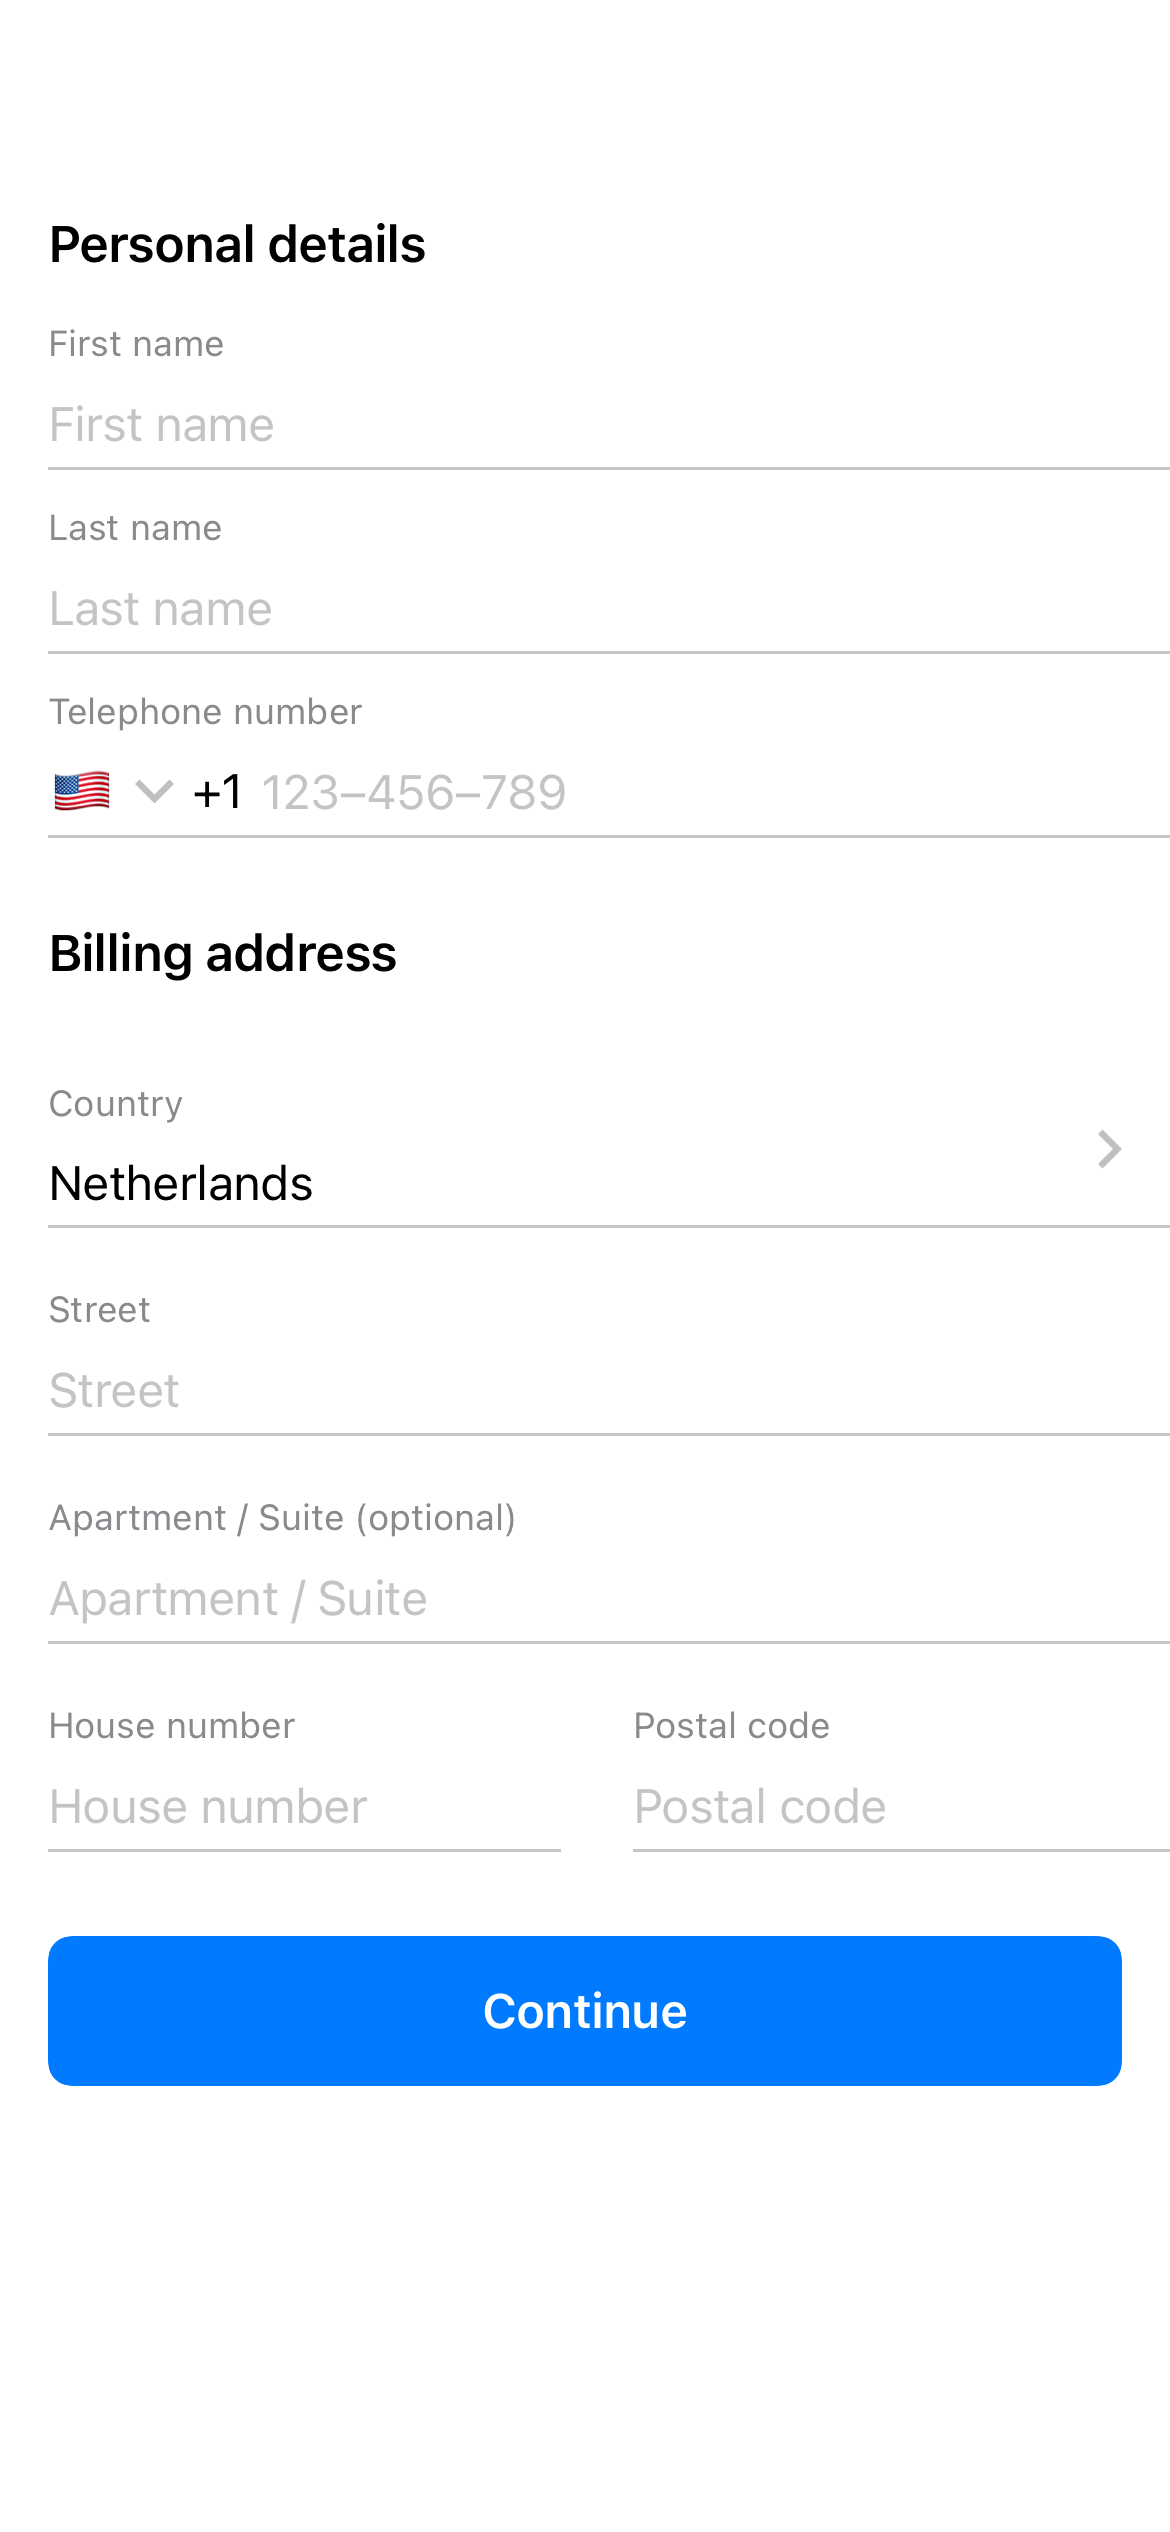 Personal details
First name
First name
Last name
Last name
Telephone number
+1 123–456–789
Billing address
Country
Netherlands
Street
Street
Apartment / Suite (optional)
Apartment / Suite
House number Postal code
House number Postal code
Continue